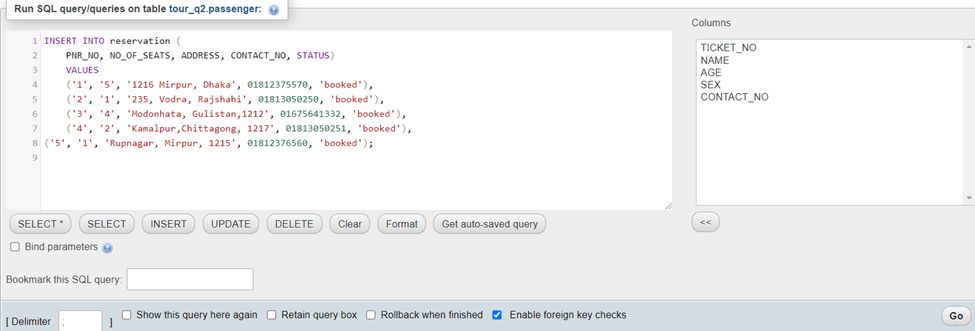 Run SQL query/queries on table tour_q2.passenger:
1 INSERT INTO reservation (
2 PNR_NO, NO_OF_SEATS, ADDRESS, CONTACT_NO, STATUS)
3 VALUES
4 ('1', '5', '1216 Mirpur, Dhaka', 01812375570, 'booked'),
5 ('2', '1', '235, Vodra, Rajshahi', 01813050250, 'booked'),
6 ('3', '4', 'Modonhata, Gulistan,1212', 01675641332, 'booked'),
7 ('4', '2', 'Kamalpur,Chittagong, 1217', 01813050251, 'booked'),
8 ('5', '1', 'Rupnagar, Mirpur, 1215', 01812376560, 'booked');
9
Columns
TICKET_NO
NAME
AGE
SEX
CONTACT_NO
SELECT * SELECT INSERT UPDATE DELETE Clear Format Get auto-saved query
<<
Bind parameters
Bookmark this SQL query:
[ Delimiter ; ] Show this query here again Retain query box Rollback when finished Enable foreign key checks Go